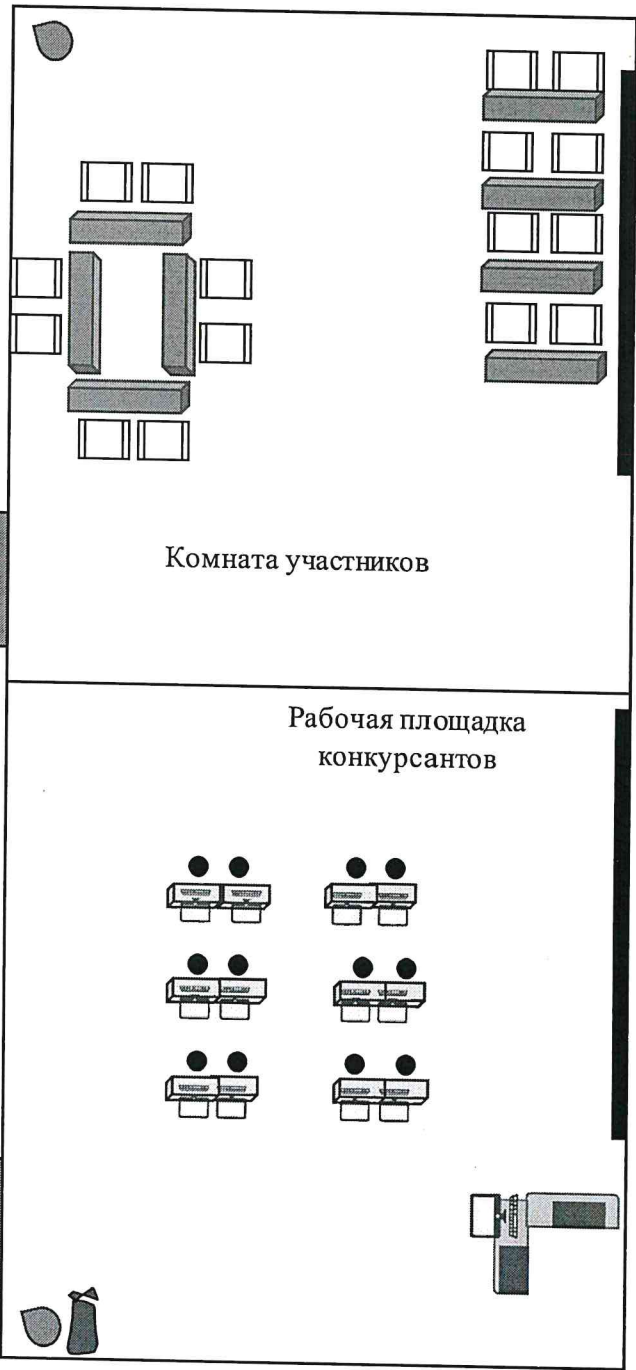 Комната участников
Рабочая площадка
конкурсантов